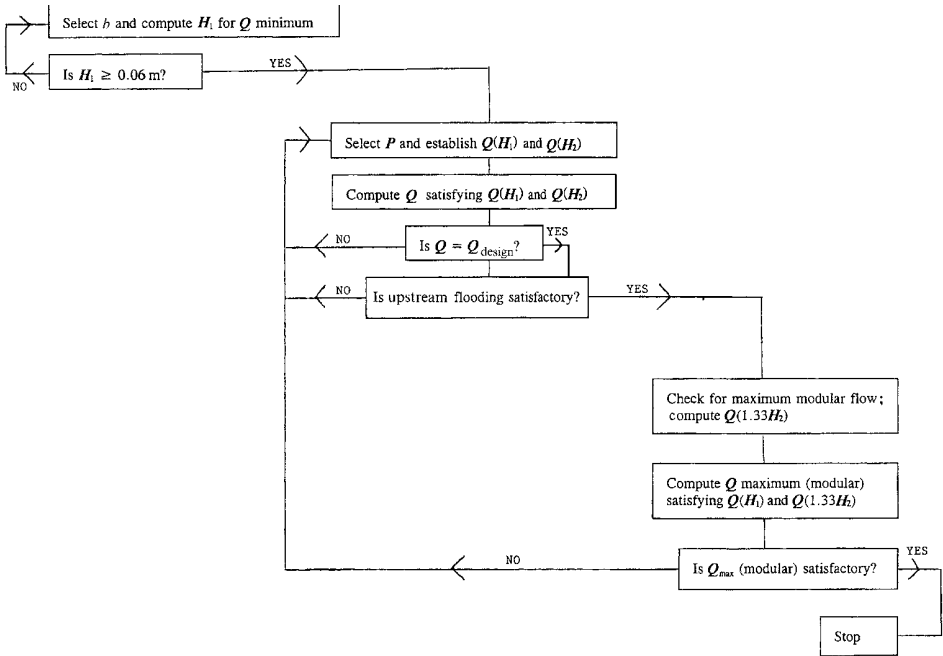 Select b and compute H₁ for Q minimum
Is H₁ ≥ 0.06 m?
YES
NO
Select P and establish Q(H₁) and Q(H₂)
Compute Q satisfying Q(H₁) and Q(H₂)
Is Q = Q design?
YES
NO
Is upstream flooding satisfactory?
NO
YES
Check for maximum modular flow;
compute Q(1.33H₂)
Compute Q maximum (modular)
satisfying Q(H₁) and Q(1.33H₂)
Is Qmax (modular) satisfactory?
NO
YES
Stop